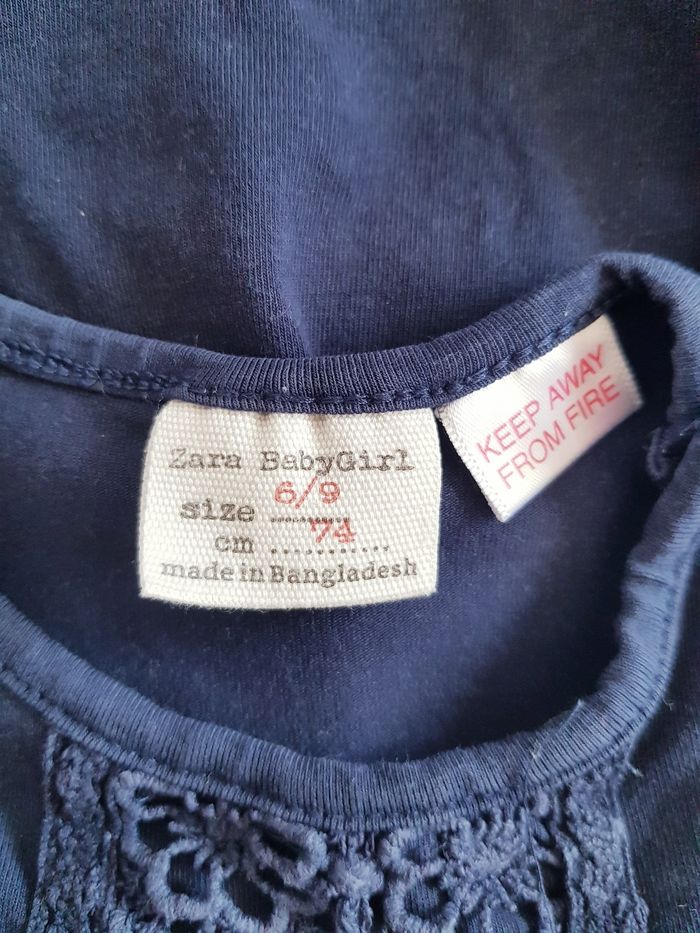 Zara BabyGirl
size 6/9
cm 74
made in Bangladesh
KEEP AWAY
FROM FIRE